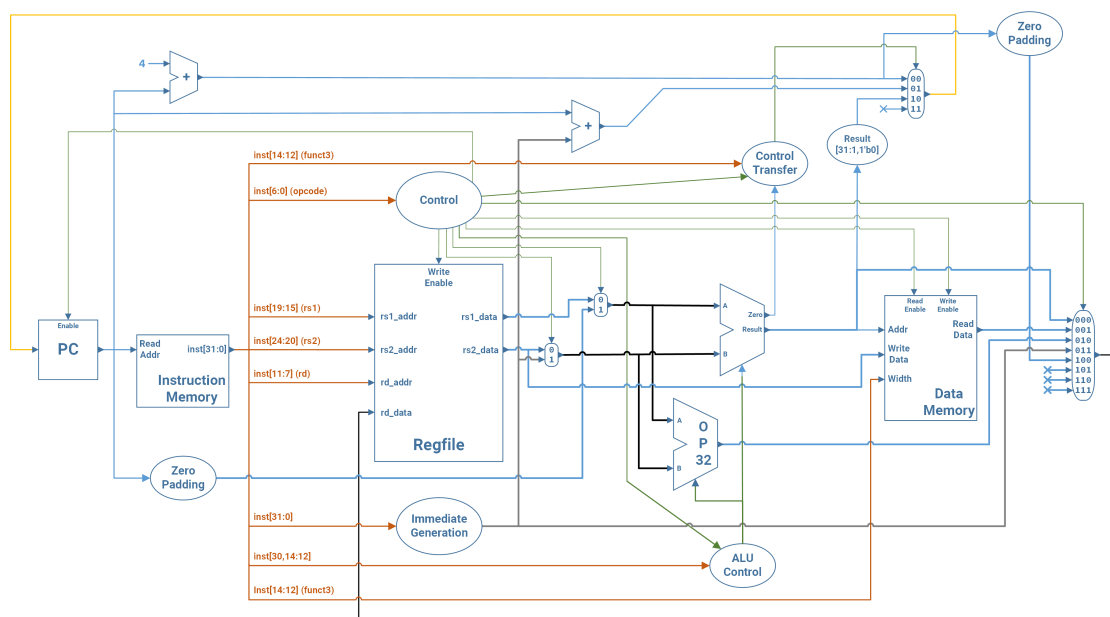 Zero
Padding
4
+
00
01
10
11
+
Result
[31:1,1'b0]
inst[14:12] (funct3)
Control
Transfer
inst[6:0] (opcode)
Control
Write
Enable
Read
Enable
Write
Enable
Enable
PC
Read
Addr
inst[31:0]
Instruction
Memory
inst[19:15] (rs1)
inst[24:20] (rs2)
inst[11:7] (rd)
rs1_addr
rs2_addr
rd_addr
rd_data
rs1_data
rs2_data
Regfile
0
1
0
1
A
B
Zero
Result
Addr
Write
Data
Width
Read
Data
Data
Memory
000
001
010
011
100
101
110
111
A
B
O
P
32
Zero
Padding
inst[31:0]
Immediate
Generation
inst[30,14:12]
ALU
Control
Inst[14:12] (funct3)